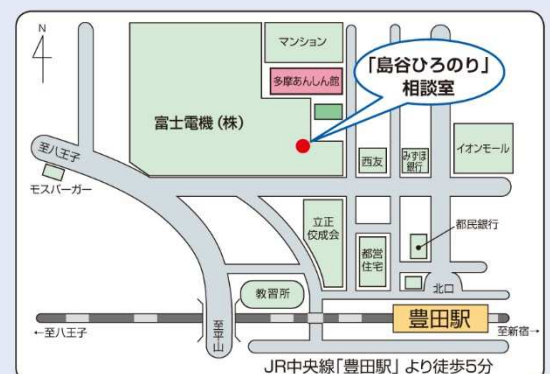 N
マンション
多摩あんしん館
「島谷ひろのり」
相談室
富士電機(株)
至八王子
モスバーガー
西友
みずほ
銀行
イオンモール
立正
佼成会
都営
住宅
都民銀行
教習所
北口
至平山
豊田駅
←至八王子
至新宿→
JR中央線「豊田駅」より徒歩5分